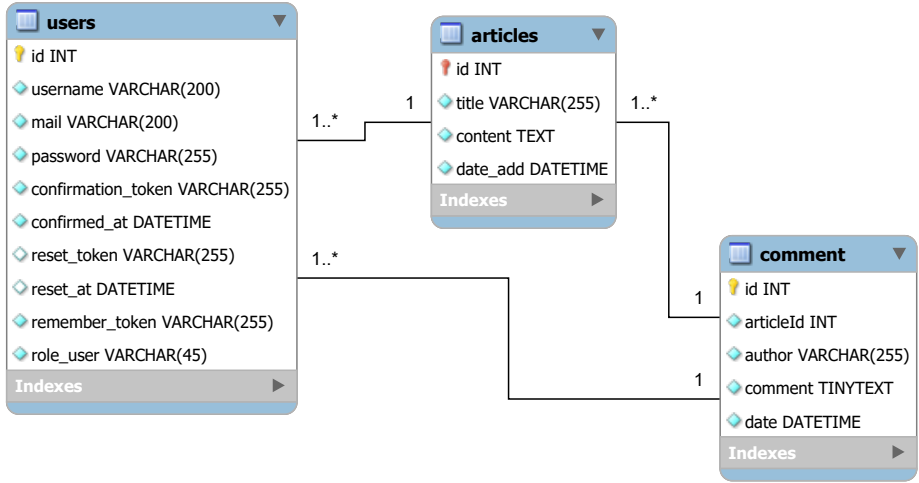 users
id INT
username VARCHAR(200)
mail VARCHAR(200)
password VARCHAR(255)
confirmation_token VARCHAR(255)
confirmed_at DATETIME
reset_token VARCHAR(255)
reset_at DATETIME
remember_token VARCHAR(255)
role_user VARCHAR(45)
Indexes
1..*
1
articles
id INT
title VARCHAR(255)
content TEXT
date_add DATETIME
Indexes
1..*
1..*
1
1
comment
id INT
articleId INT
author VARCHAR(255)
comment TINYTEXT
date DATETIME
Indexes